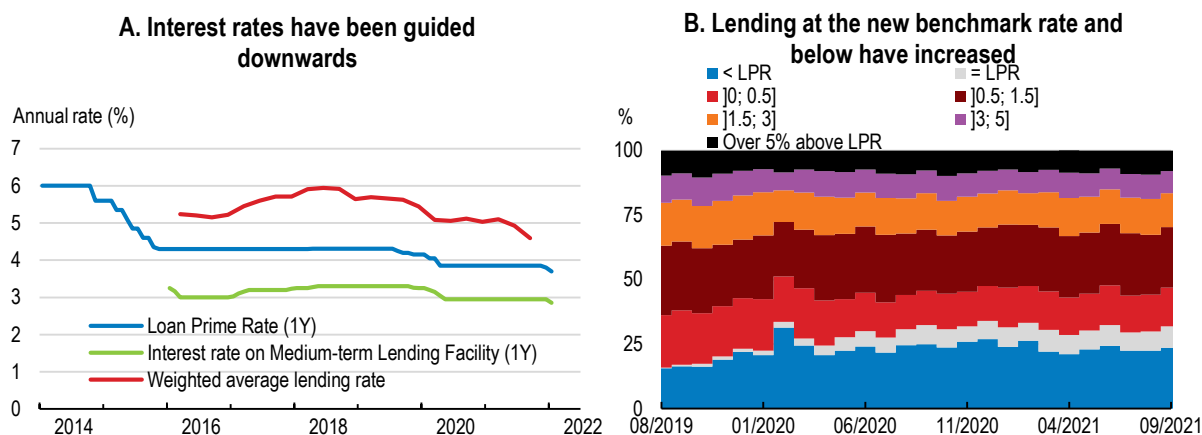 A. Interest rates have been guided
downwards
Annual rate (%)
7
6
5
4
3
2
1
0
Loan Prime Rate (1Y)
Interest rate on Medium-term Lending Facility (1Y)
Weighted average lending rate
2014 2016 2018 2020 2022
B. Lending at the new benchmark rate and
below have increased
< LPR = LPR
]0; 0.5] ]0.5; 1.5]
]1.5; 3] ]3; 5]
Over 5% above LPR
%
100
75
50
25
0
08/2019 01/2020 06/2020 11/2020 04/2021 09/2021